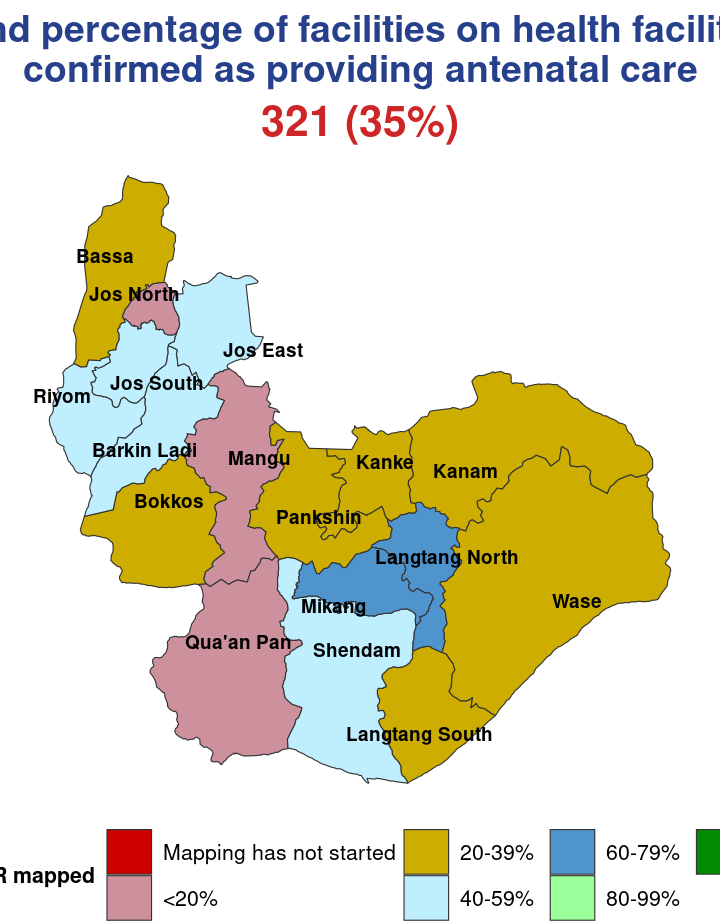 percentage of facilities on health
confirmed as providing antenatal care
321 (35%)
Bassa
Jos North
Jos East
Jos South
Riyom
Barkin Ladi
Mangu
Kanke
Kanam
Bokkos
Pankshin
Langtang North
Wase
Mikang
Qua'an Pan
Shendam
Langtang South
Mapping has not started
20-39%
60-79%
R mapped
<20%
40-59%
80-99%